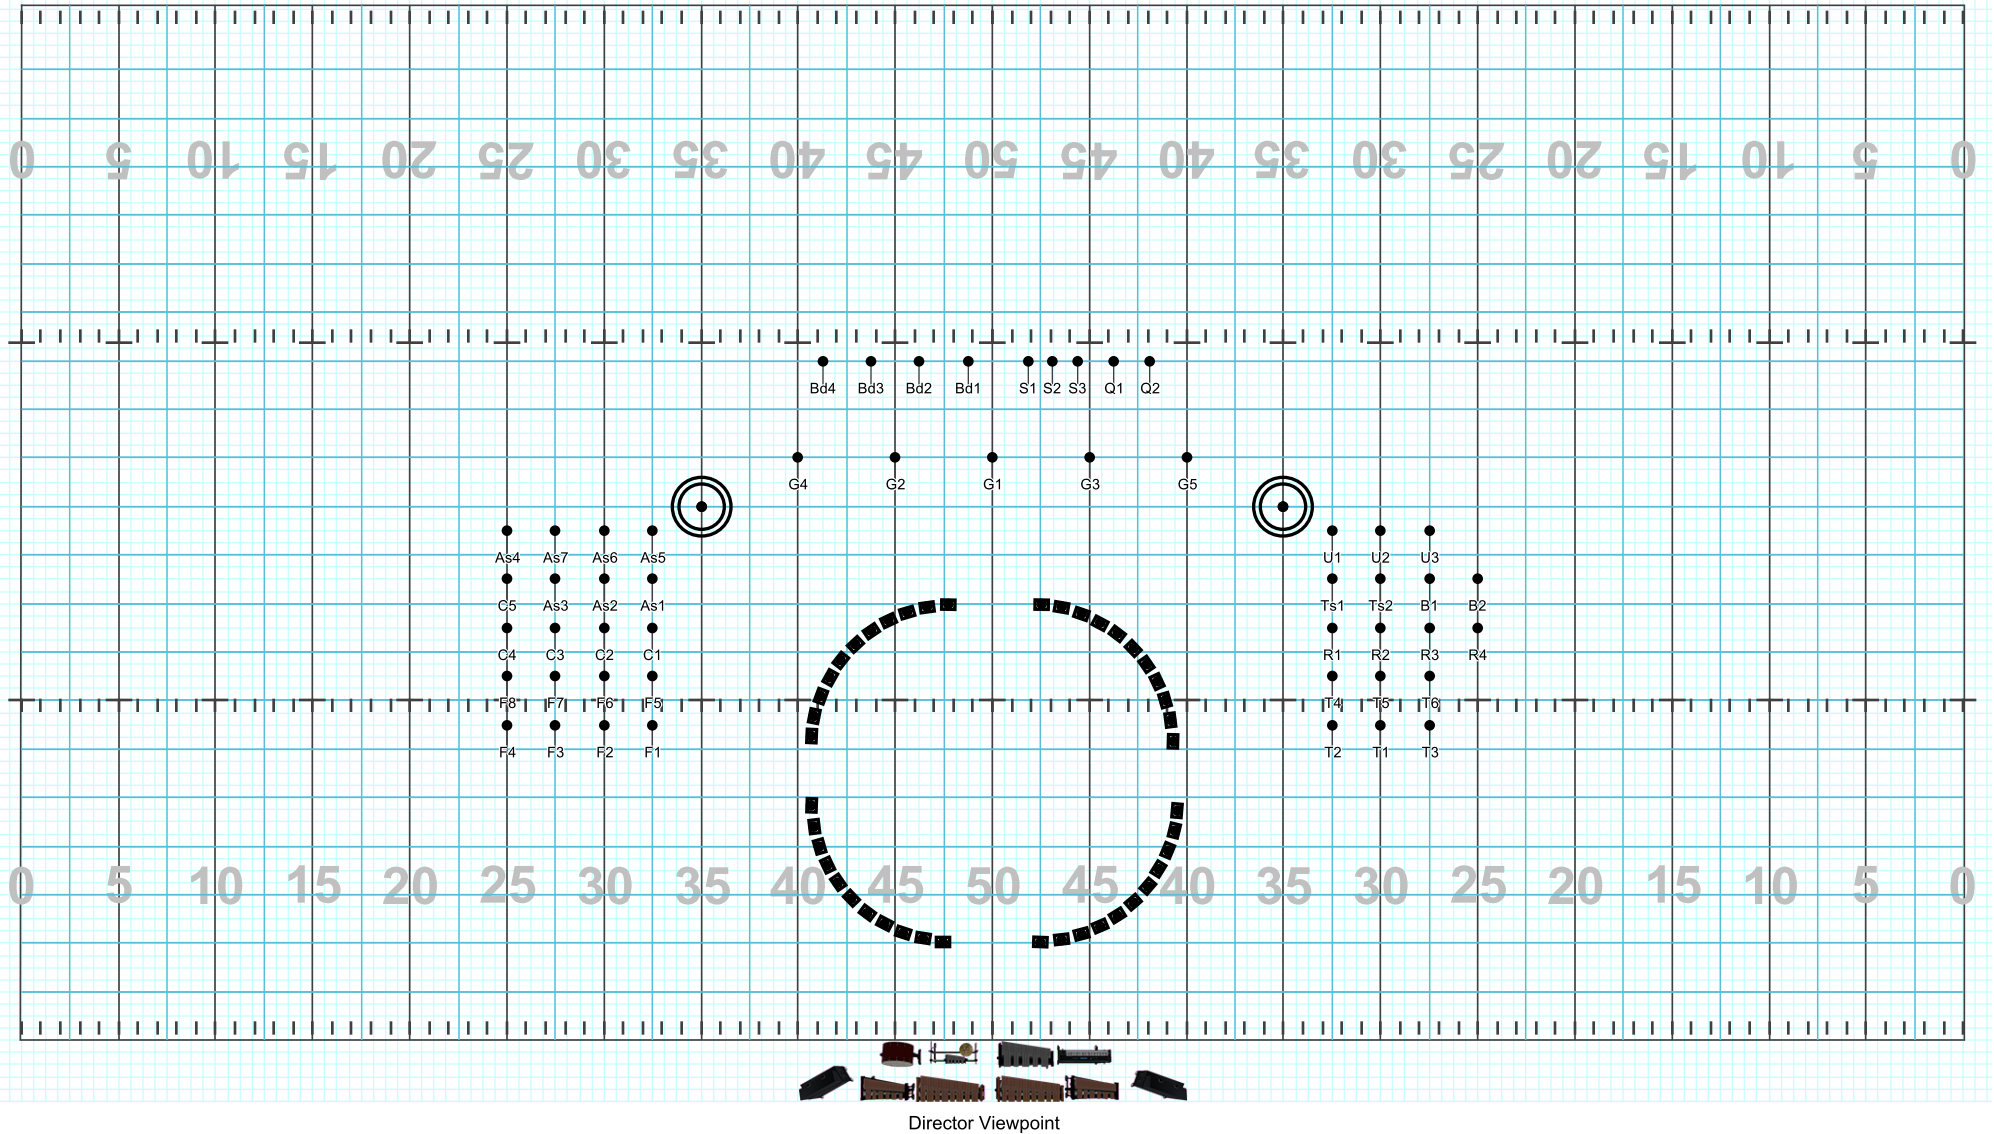 0 5 10 15 20 25 30 35 40 45 50 45 40 35 30 25 20 15 10 5 0
Bd4 Bd3 Bd2 Bd1 S1 S2 S3 Q1 Q2
G4 G2 G1 G3 G5
As4 As7 As6 As5 U1 U2 U3
C5 As3 As2 As1 Ts1 Ts2 B1 B2
C4 C3 C2 C1 R1 R2 R3 R4
F8 F7 F6 F5 T4 T5 T6
F4 F3 F2 F1 T2 T1 T3
0 5 10 15 20 25 30 35 40 45 50 45 40 35 30 25 20 15 10 5 0
Director Viewpoint